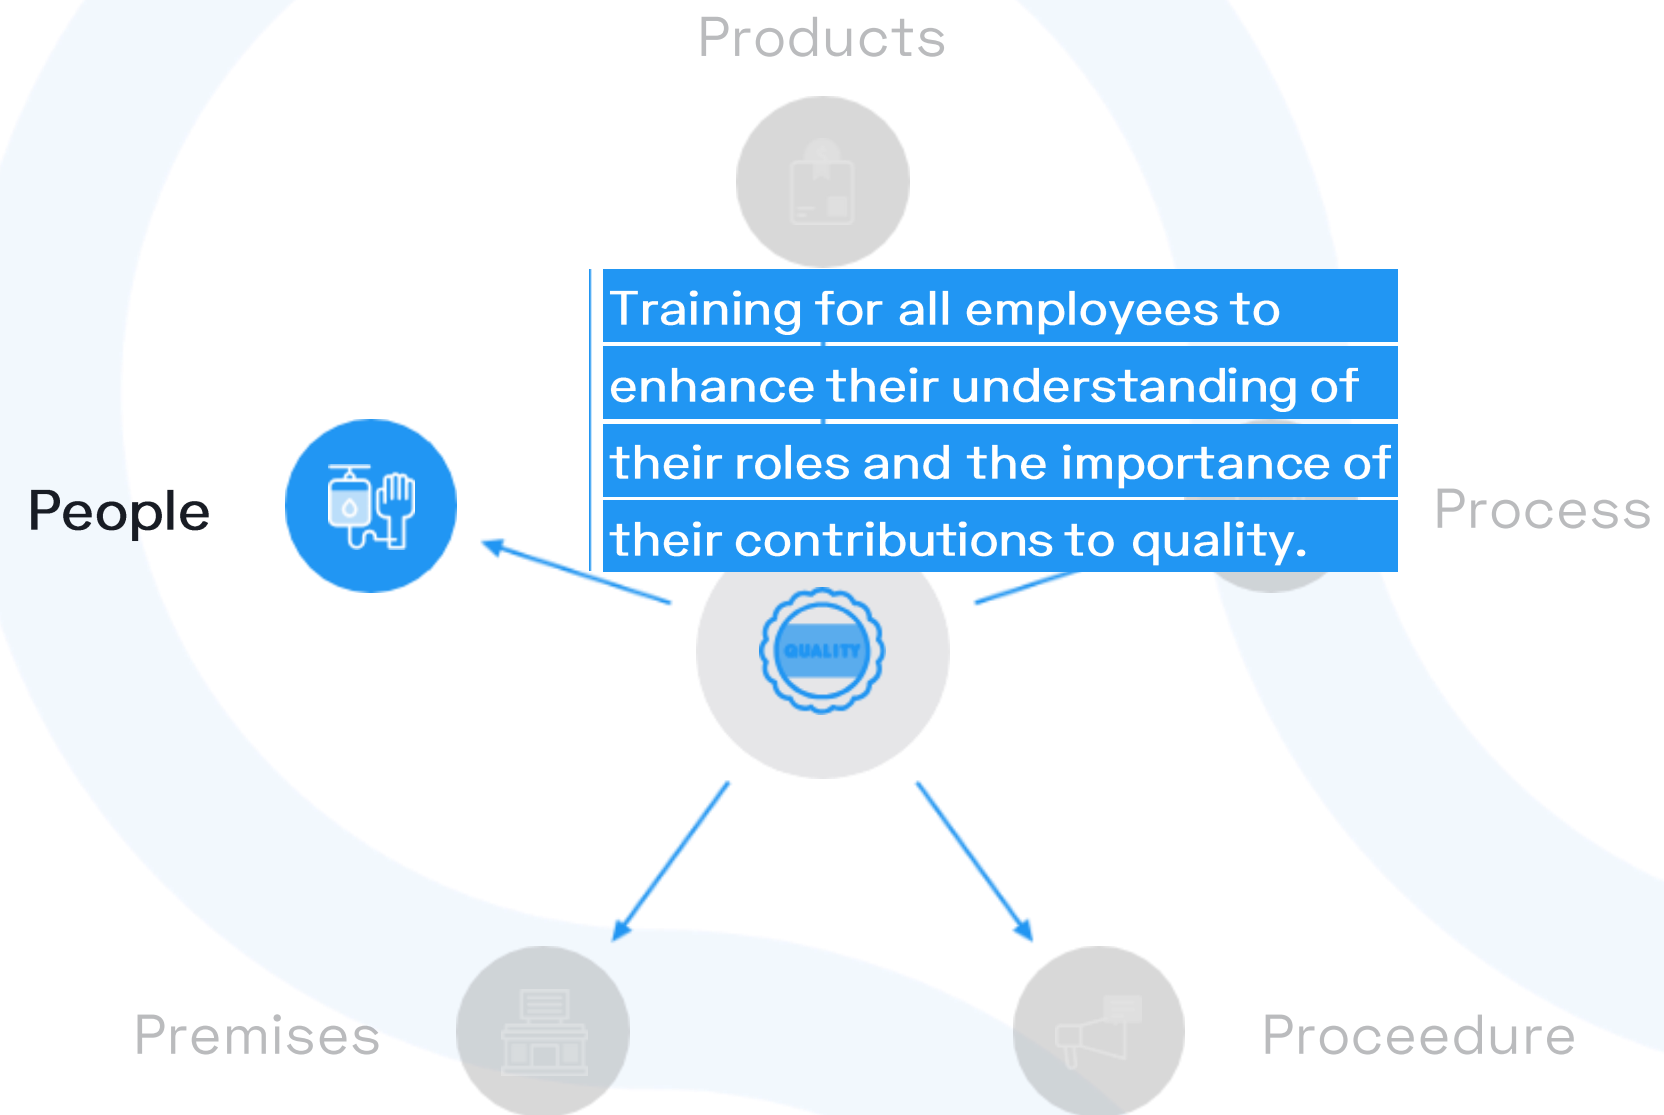 Products
Training for all employees to
enhance their understanding of
their roles and the importance of
their contributions to quality.
People
Process
QUALITY
Premises
Proceedure